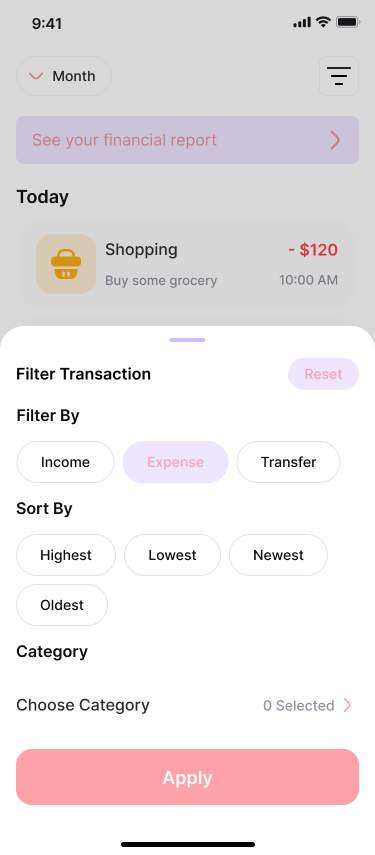 9:41
Month
See your financial report
Today
Shopping
- $120
Buy some grocery
10:00 AM
Filter Transaction
Reset
Filter By
Income
Expense
Transfer
Sort By
Highest
Lowest
Newest
Oldest
Category
Choose Category
0 Selected
Apply